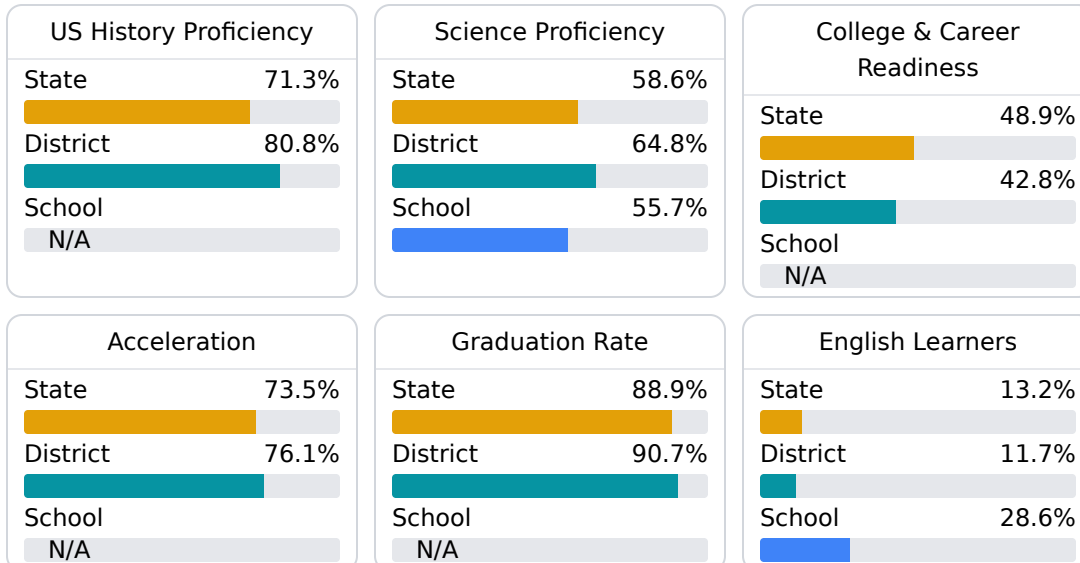 US History Proficiency
State 71.3%
District 80.8%
School
N/A
Science Proficiency
State 58.6%
District 64.8%
School 55.7%
College & Career
Readiness
State 48.9%
District 42.8%
School
N/A
Acceleration
State 73.5%
District 76.1%
School
N/A
Graduation Rate
State 88.9%
District 90.7%
School
N/A
English Learners
State 13.2%
District 11.7%
School 28.6%